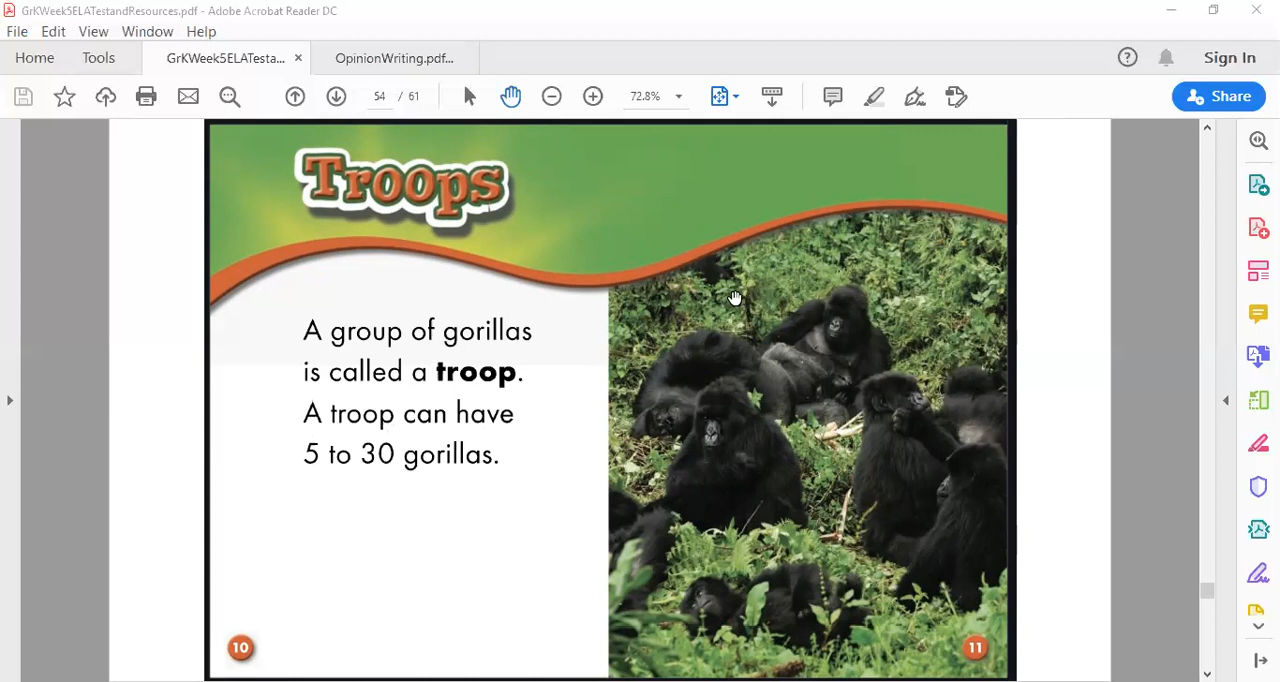 GrKWeek5ELATestandResources.pdf - Adobe Acrobat Reader DC
File Edit View Window Help
Home Tools GrKWeek5ELATesta... × OpinionWriting.pdf... Sign In
54 / 61 72.8% Share
Troops
A group of gorillas
is called a troop.
A troop can have
5 to 30 gorillas.
10 11